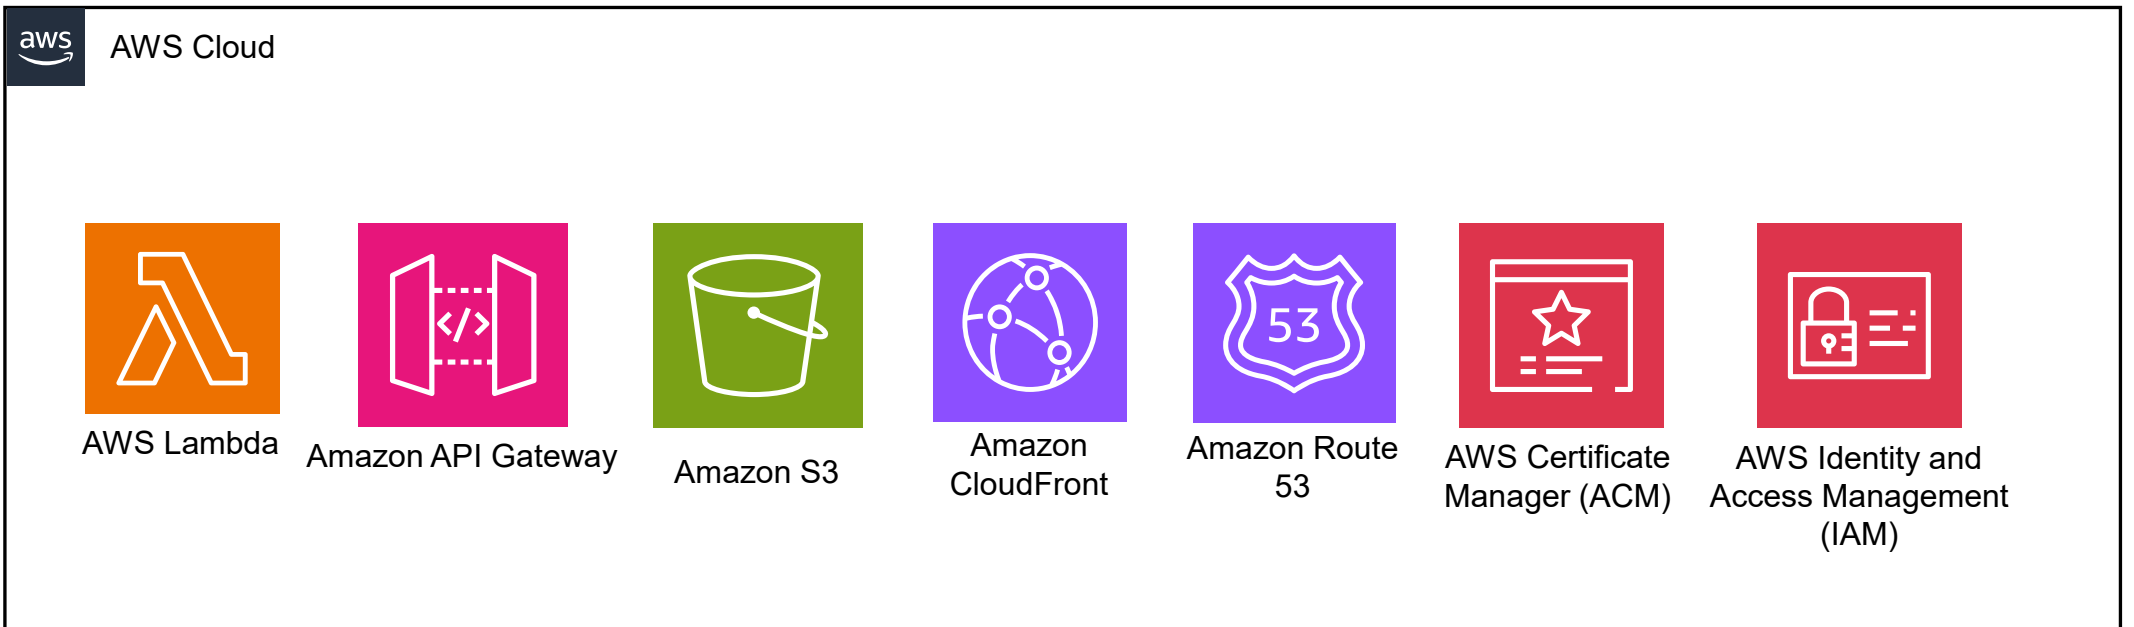 aws
AWS Cloud
</>
53
AWS Lambda
Amazon API Gateway
Amazon S3
Amazon
CloudFront
Amazon Route
53
AWS Certificate
Manager (ACM)
AWS Identity and
Access Management
(IAM)